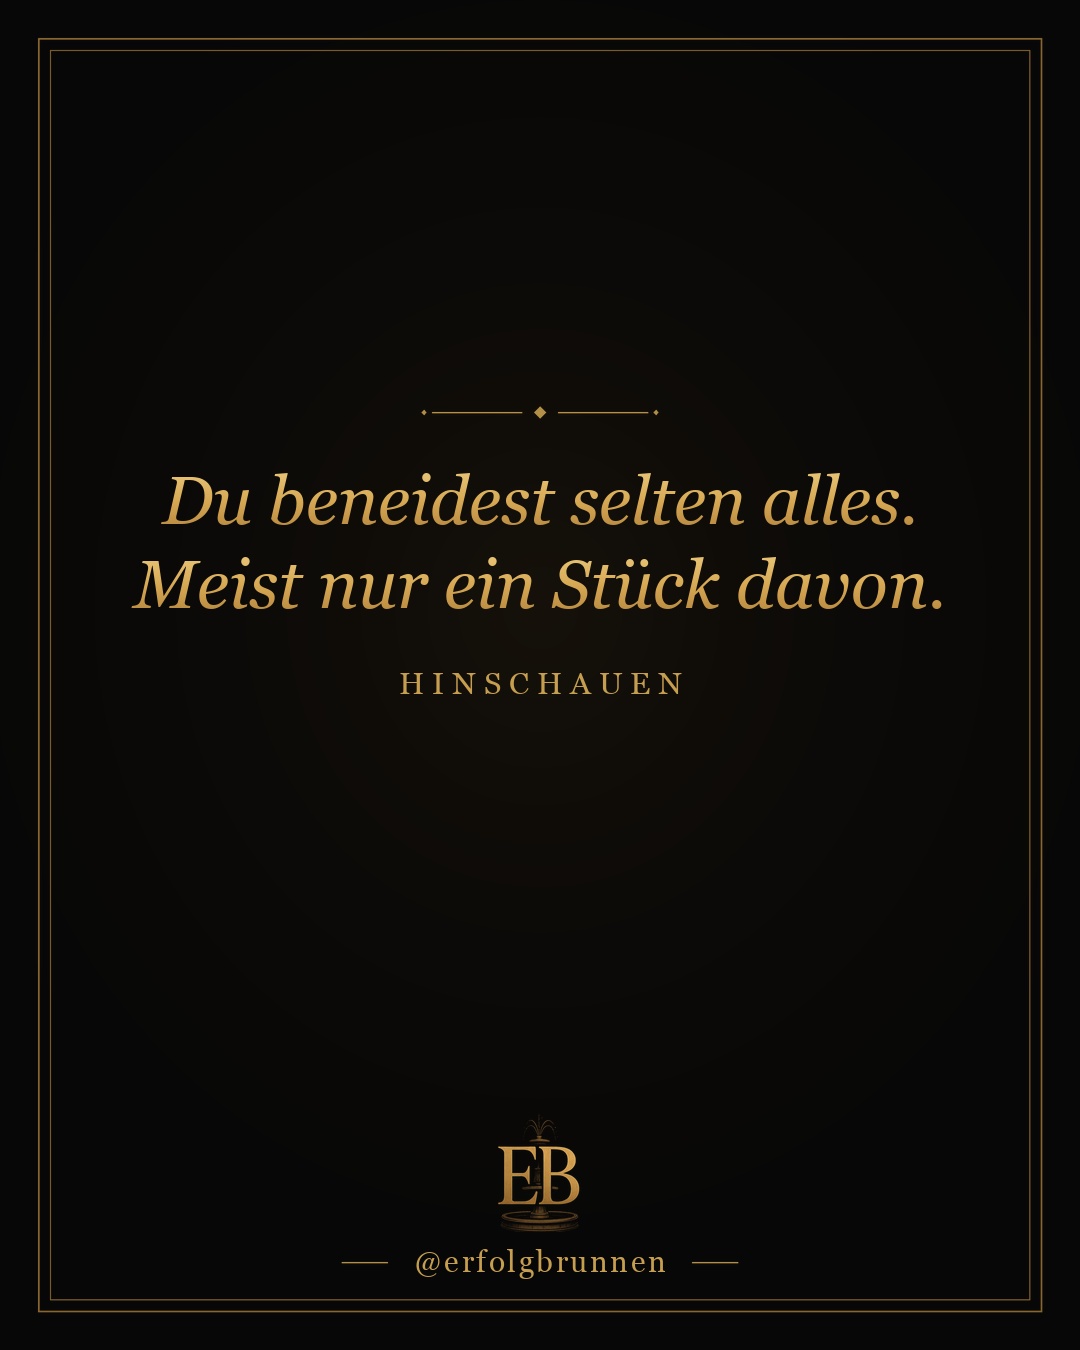 Du beneidest selten alles.
Meist nur ein Stück davon.
HINSCHAUEN
EB
@erfolgbrunnen